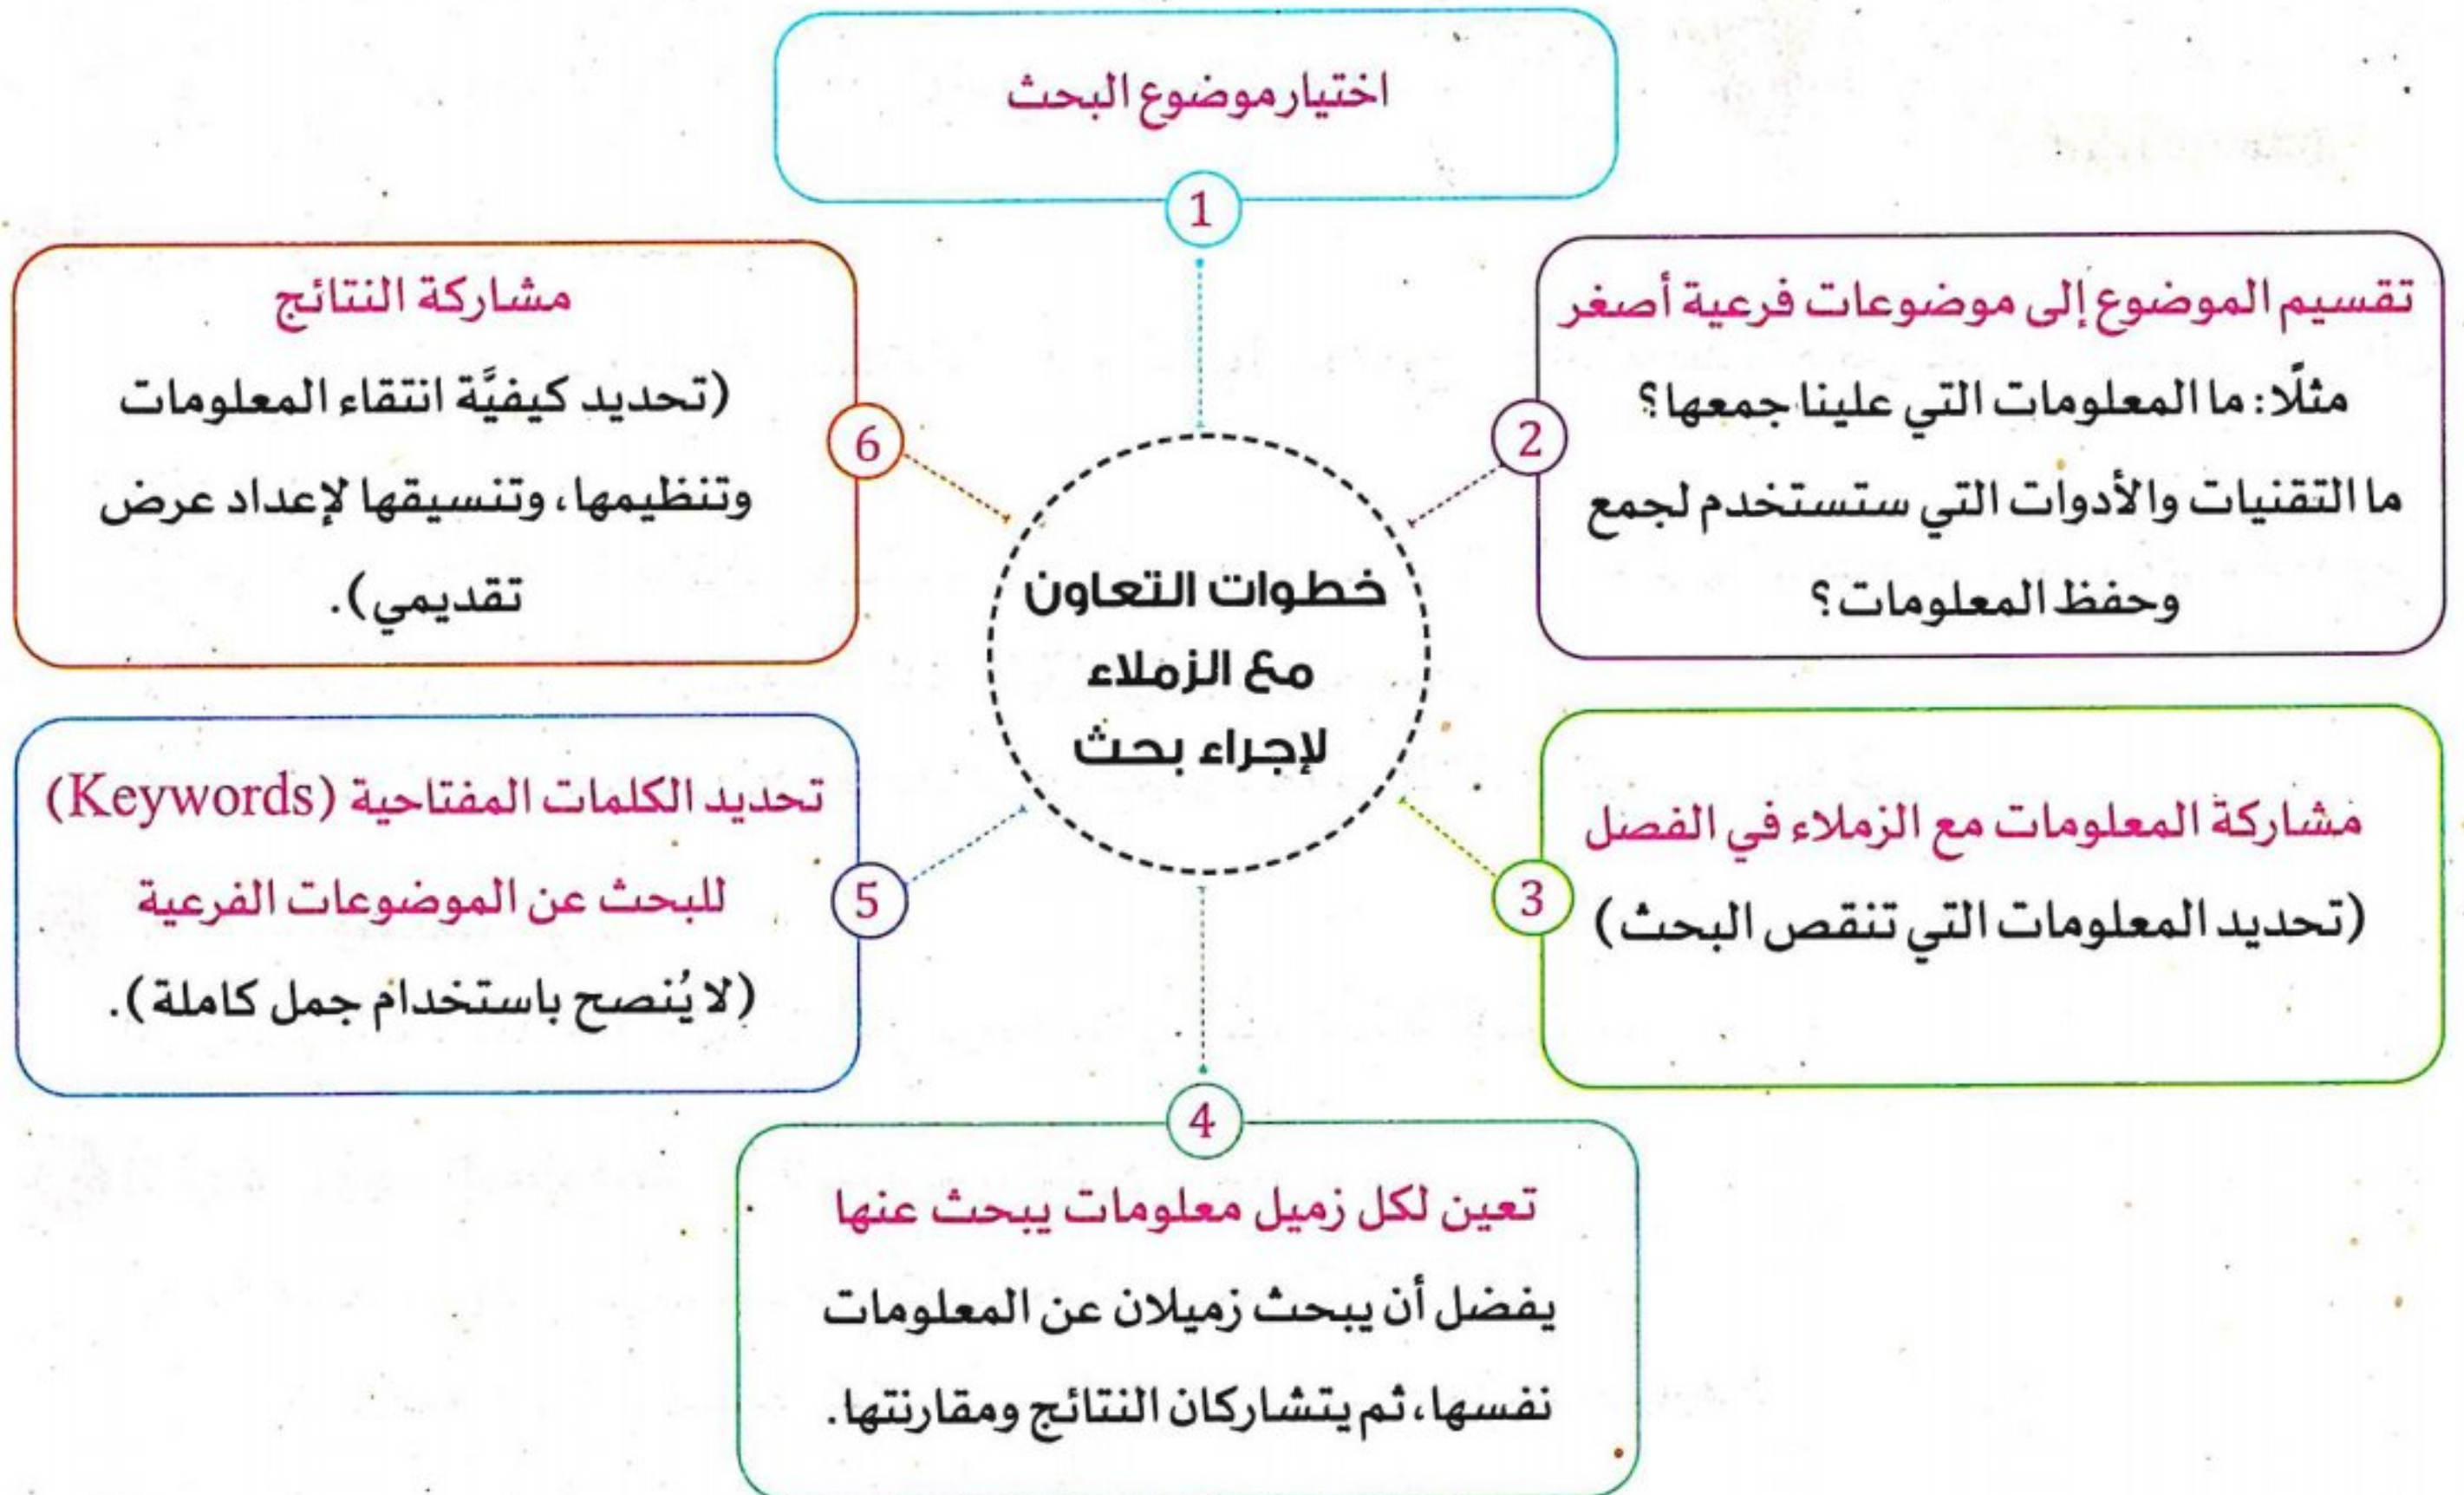 خطوات التعاون
مع الزملاء
لإجراء بحث
1
اختيار موضوع البحث
2
تقسيم الموضوع إلى موضوعات فرعية أصغر
مثلًا: ما المعلومات التي علينا جمعها؟
ما التقنيات والأدوات التي ستستخدم لجمع
وحفظ المعلومات؟
3
مشاركة المعلومات مع الزملاء في الفصل
(تحديد المعلومات التي تنقص البحث)
4
تعين لكل زميل معلومات يبحث عنها
يفضل أن يبحث زميلان عن المعلومات
نفسها، ثم يتشاركان النتائج ومقارنتها.
5
تحديد الكلمات المفتاحية (Keywords)
للبحث عن الموضوعات الفرعية
(لا يُنصح باستخدام جمل كاملة).
6
مشاركة النتائج
(تحديد كيفيَّة انتقاء المعلومات
وتنظيمها، وتنسيقها لإعداد عرض
تقديمي).